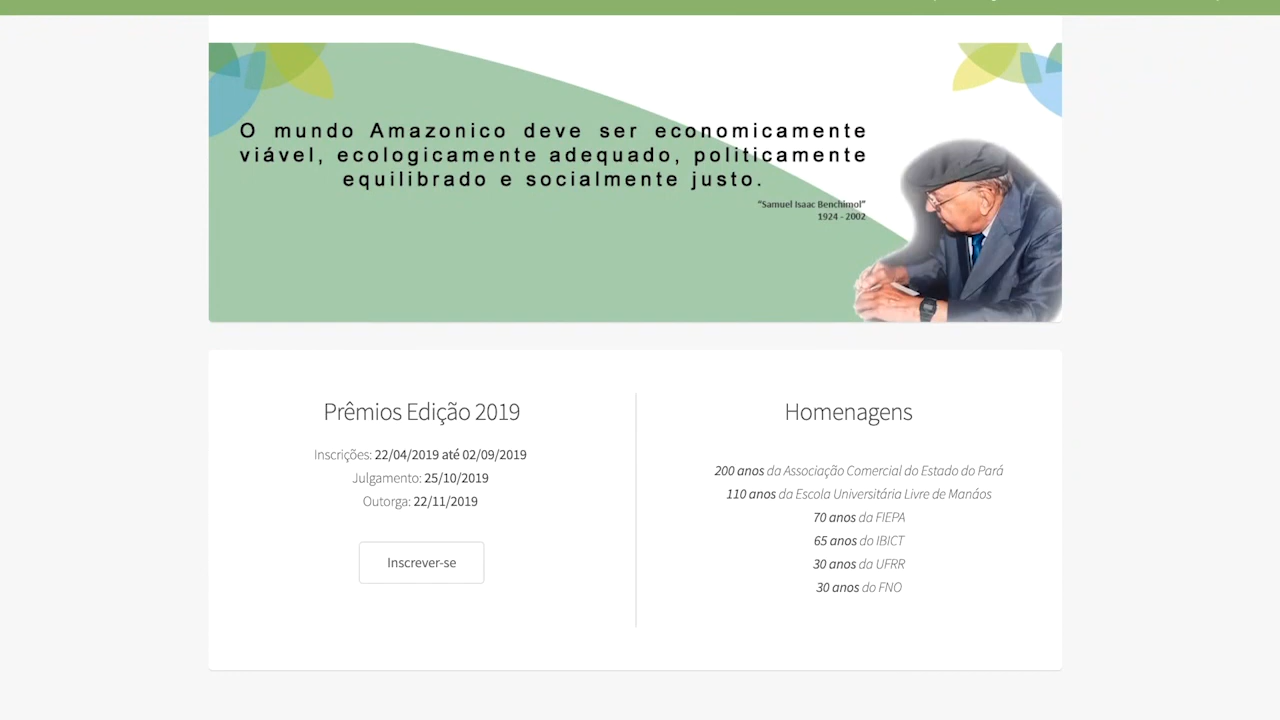 O mundo Amazonico deve ser economicamente
viável, ecologicamente adequado, politicamente
equilibrado e socialmente justo.
“Samuel Isaac Benchimol”
1924 - 2002
Prêmios Edição 2019
Inscrições: 22/04/2019 até 02/09/2019
Julgamento: 25/10/2019
Outorga: 22/11/2019
Inscrever-se
Homenagens
200 anos da Associação Comercial do Estado do Pará
110 anos da Escola Universitária Livre de Manáos
70 anos da FIEPA
65 anos do IBICT
30 anos da UFRR
30 anos do FNO